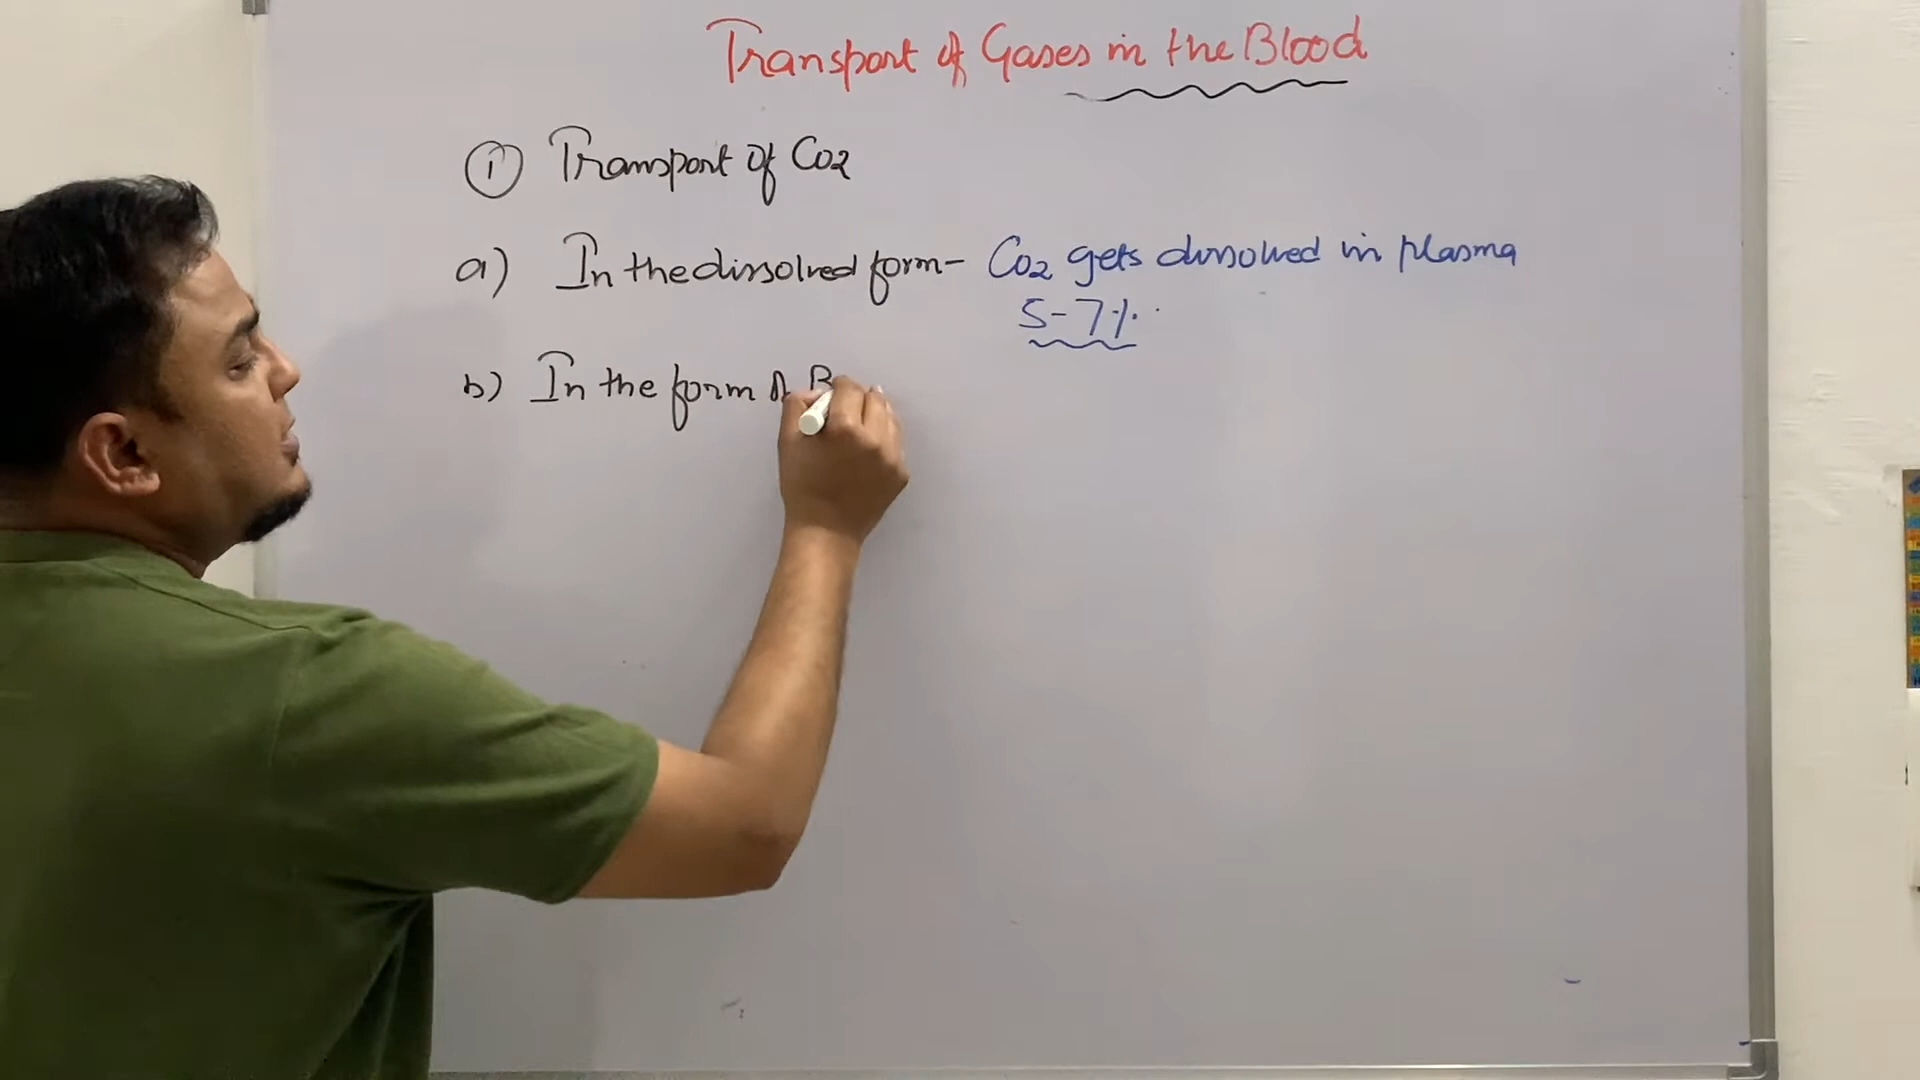 Transport of Gases in the Blood
1 Transport of Co2
a) In the dissolved form - Co2 gets dissolved in plasma
5-7%
b) In the form of B